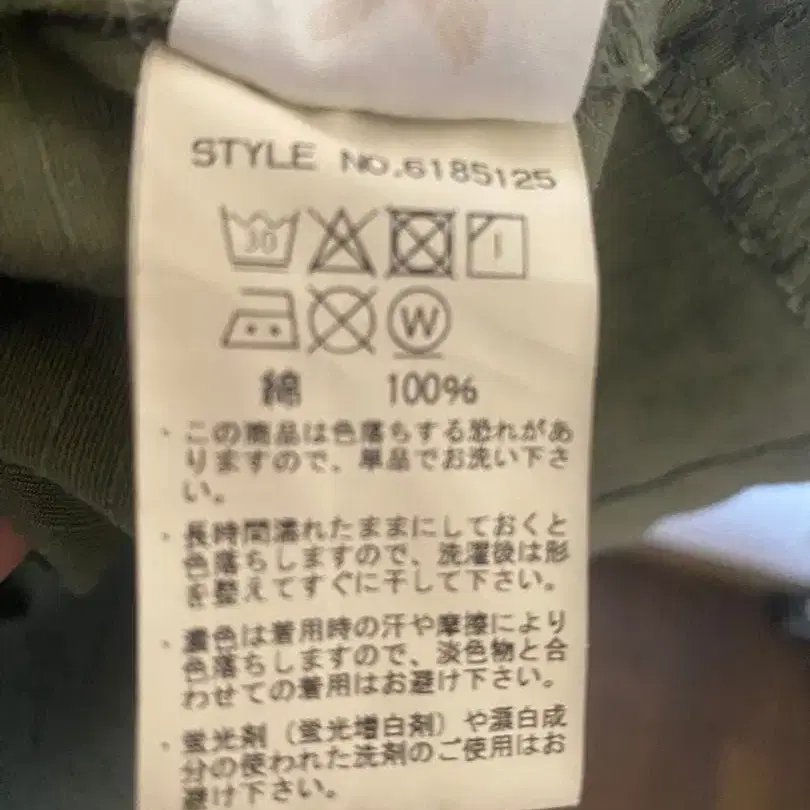 STYLE No.6185125
30
W
綿 100%
・この商品は色落ちする恐れがあ
りますので、単品でお洗い下さ
い。
・長時間濡れたままにしておくと
色落ちしますので、洗濯後は形
を整えてすぐに干して下さい。
・濃色は着用時の汗や摩擦により
色落ちしますので、淡色物と合
わせての着用はお避け下さい。
・蛍光剤（蛍光増白剤）や漂白成
分の使われた洗剤のご使用はお
避け下さい。